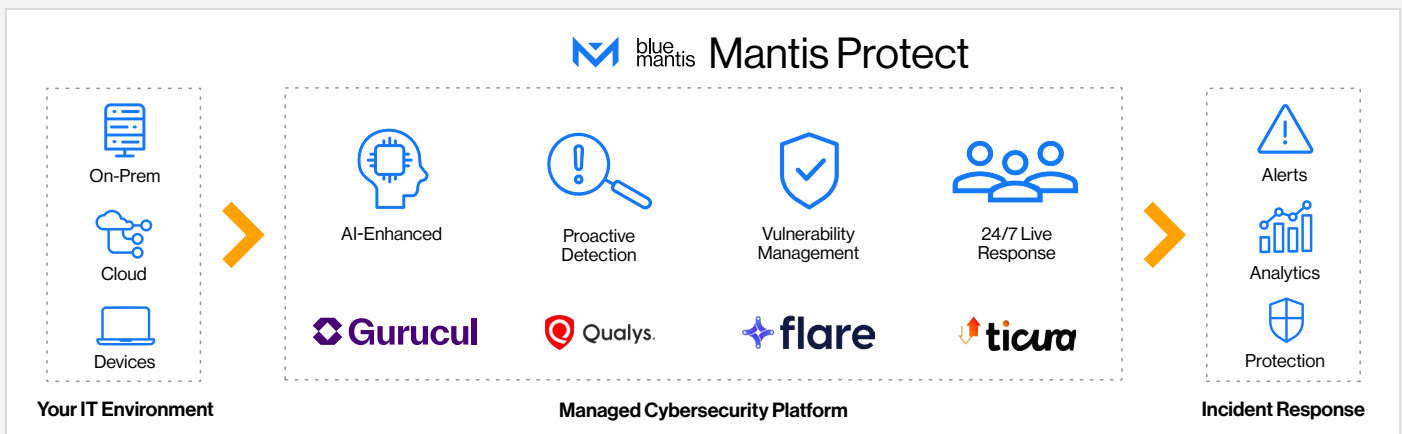 blue
mantis
Mantis Protect
On-Prem
Cloud
Devices
Your IT Environment
AI-Enhanced
Proactive
Detection
Vulnerability
Management
24/7 Live
Response
Gurucul
Qualys.
flare
ticura
Managed Cybersecurity Platform
Alerts
Analytics
Protection
Incident Response